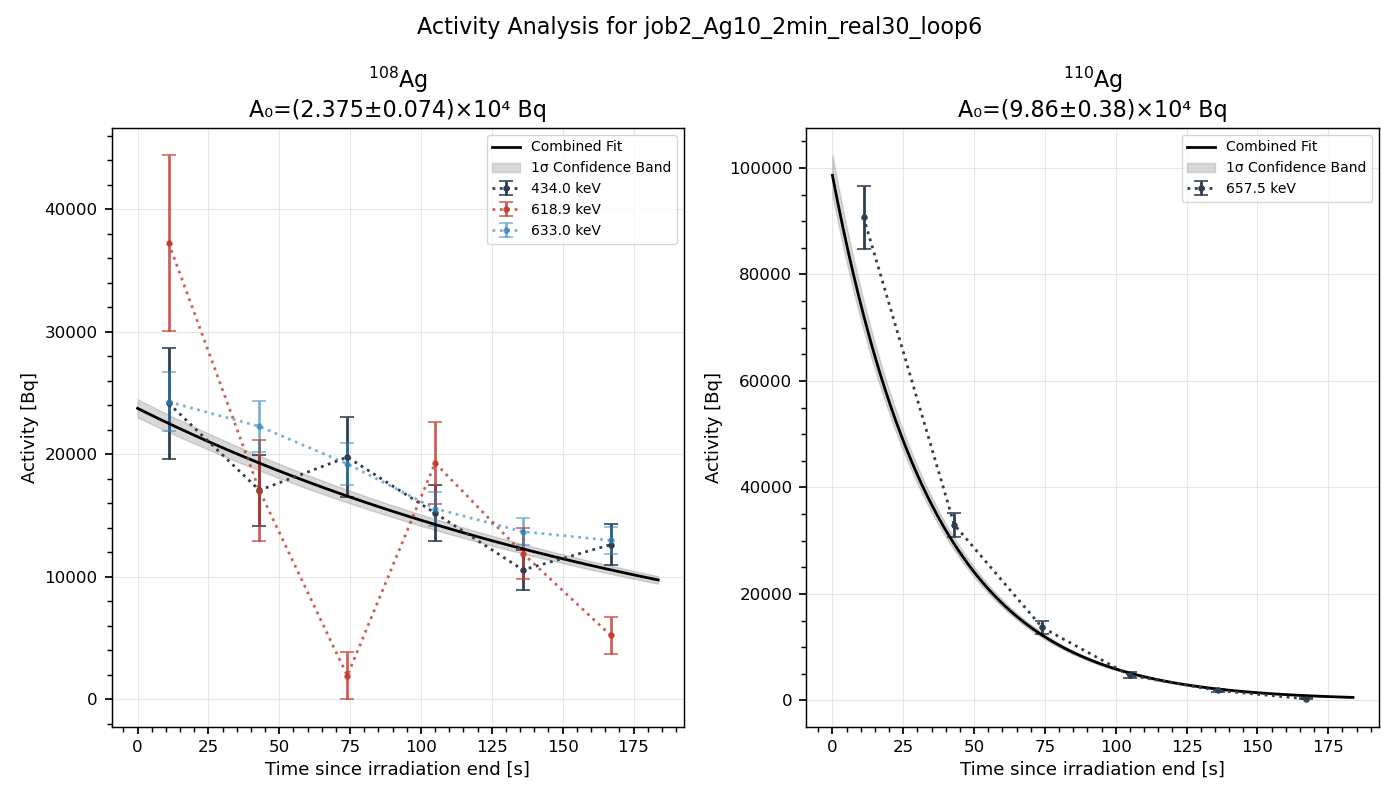 Activity Analysis for job2_Ag10_2min_real30_loop6
¹⁰⁸Ag
A₀=(2.375±0.074)×10⁴ Bq
Combined Fit
1σ Confidence Band
434.0 keV
618.9 keV
633.0 keV
Activity [Bq]
40000
30000
20000
10000
0
0 25 50 75 100 125 150 175
Time since irradiation end [s]
¹¹⁰Ag
A₀=(9.86±0.38)×10⁴ Bq
Combined Fit
1σ Confidence Band
657.5 keV
Activity [Bq]
100000
80000
60000
40000
20000
0
0 25 50 75 100 125 150 175
Time since irradiation end [s]